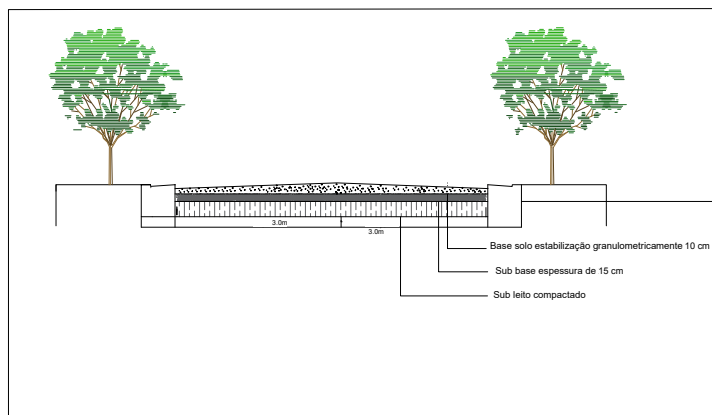 3.0m
3.0m
Base solo estabilização granulometricamente 10 cm
Sub base espessura de 15 cm
Sub leito compactado